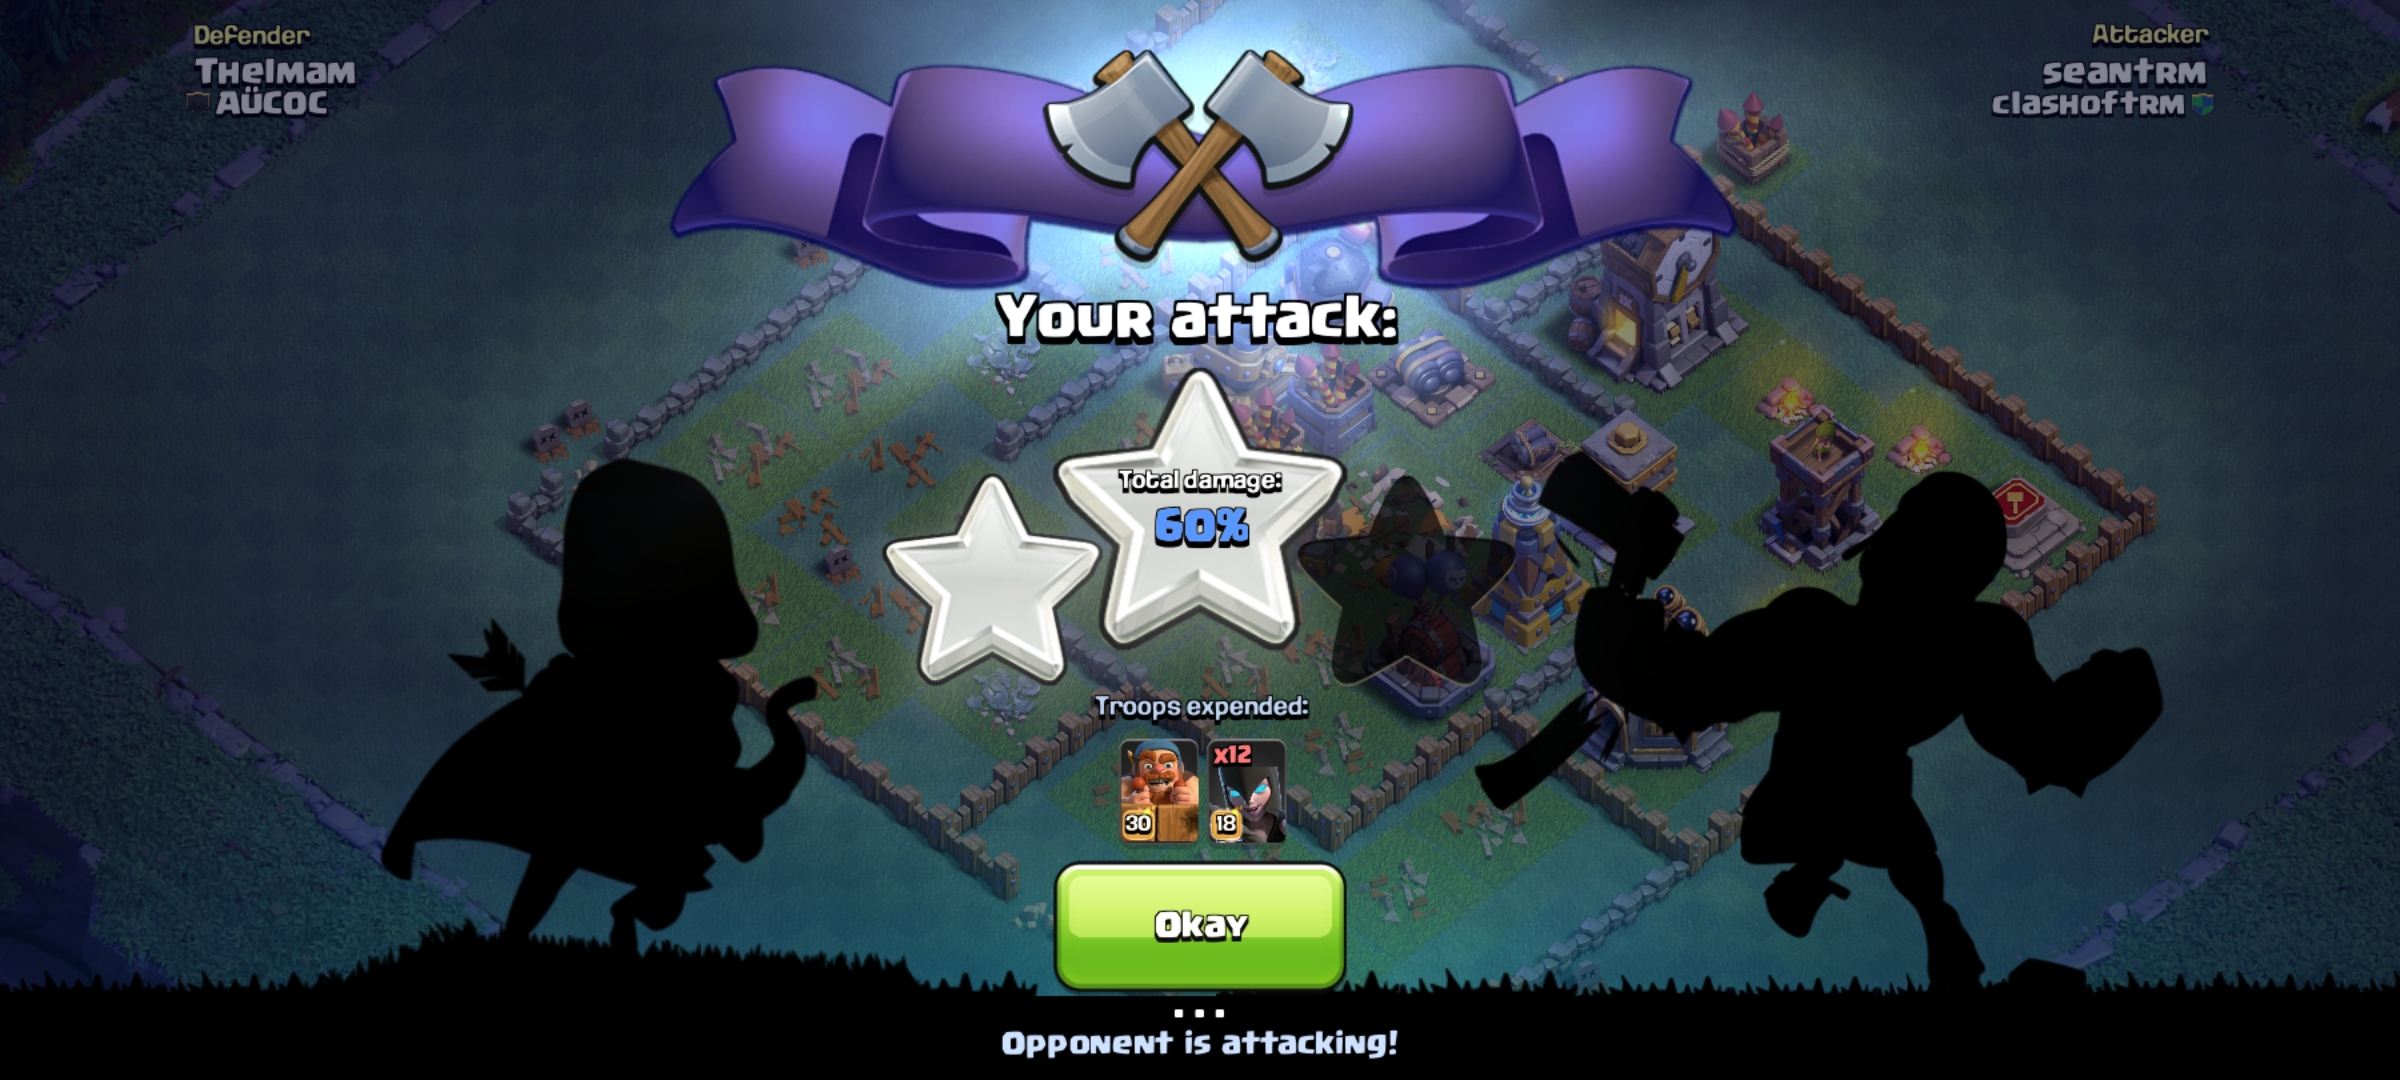 Defender
THeImam
AÜCOC
Attacker
seantRM
clashoftRM
Your attack:
Total damage:
60%
Troops expended:
x12
30
18
Okay
Opponent is attacking!